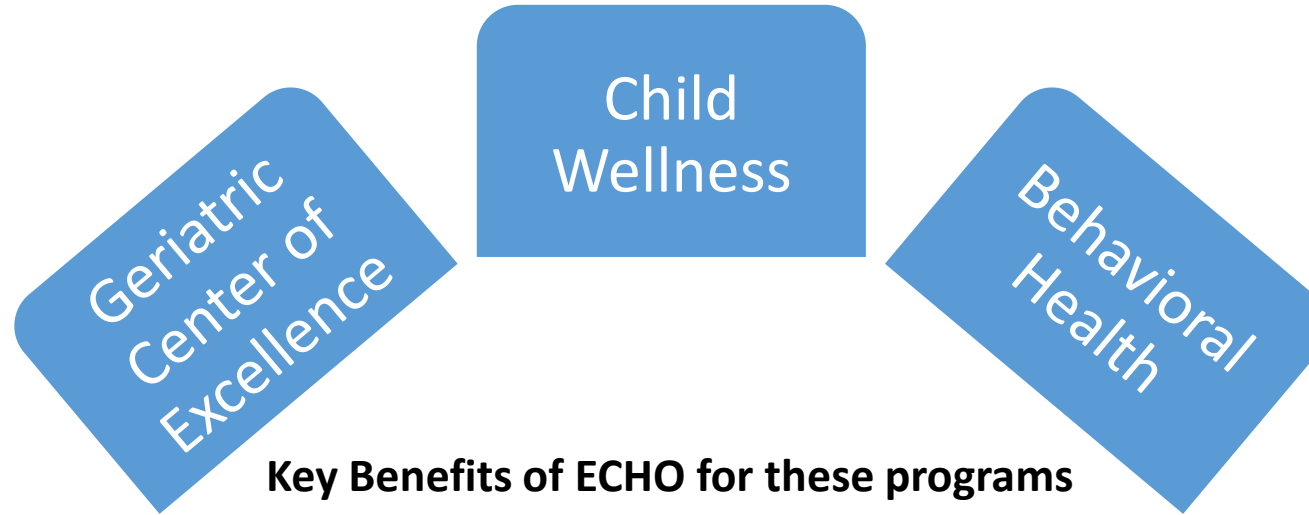 Geriatric
Center of
Excellence
Child
Wellness
Behavioral
Health
Key Benefits of ECHO for these programs